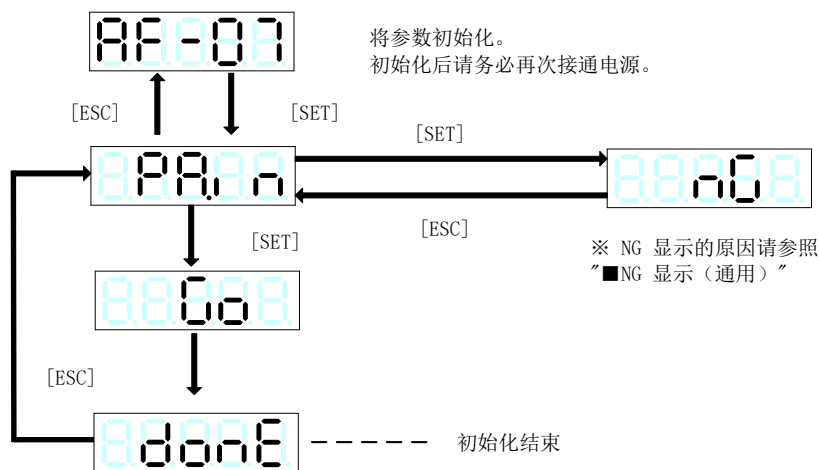 AF-07
将参数初始化。
初始化后请务必再次接通电源。
[ESC]
[SET]
[SET]
PA. n
nG
[ESC]
[SET]
※ NG 显示的原因请参照
"■NG 显示（通用）"
Go
[ESC]
donE
初始化结束